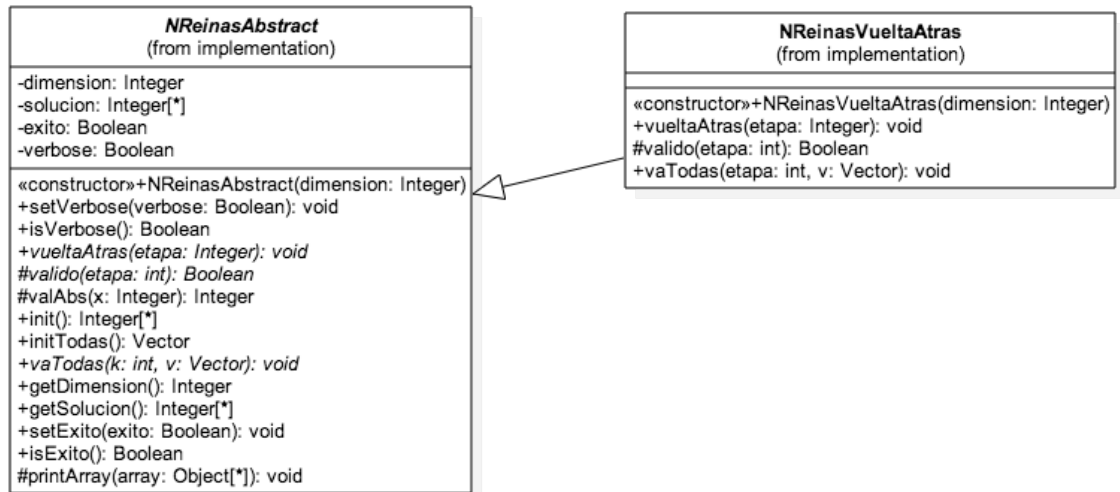 NReinasAbstract
(from implementation)
-dimension: Integer
-solucion: Integer[*]
-exito: Boolean
-verbose: Boolean
«constructor»+NReinasAbstract(dimension: Integer)
+setVerbose(verbose: Boolean): void
+isVerbose(): Boolean
+vueltaAtras(etapa: Integer): void
#valido(etapa: int): Boolean
#valAbs(x: Integer): Integer
+init(): Integer[*]
+initTodas(): Vector
+vaTodas(k: int, v: Vector): void
+getDimension(): Integer
+getSolucion(): Integer[*]
+setExito(exito: Boolean): void
+isExito(): Boolean
#printArray(array: Object[*]): void
NReinasVueltaAtras
(from implementation)
«constructor»+NReinasVueltaAtras(dimension: Integer)
+vueltaAtras(etapa: Integer): void
#valido(etapa: int): Boolean
+vaTodas(etapa: int, v: Vector): void